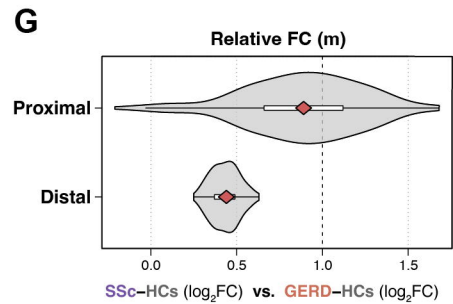 G
Relative FC (m)
Proximal
Distal
0.0 0.5 1.0 1.5
SSc–HCs (log₂FC) vs. GERD–HCs (log₂FC)